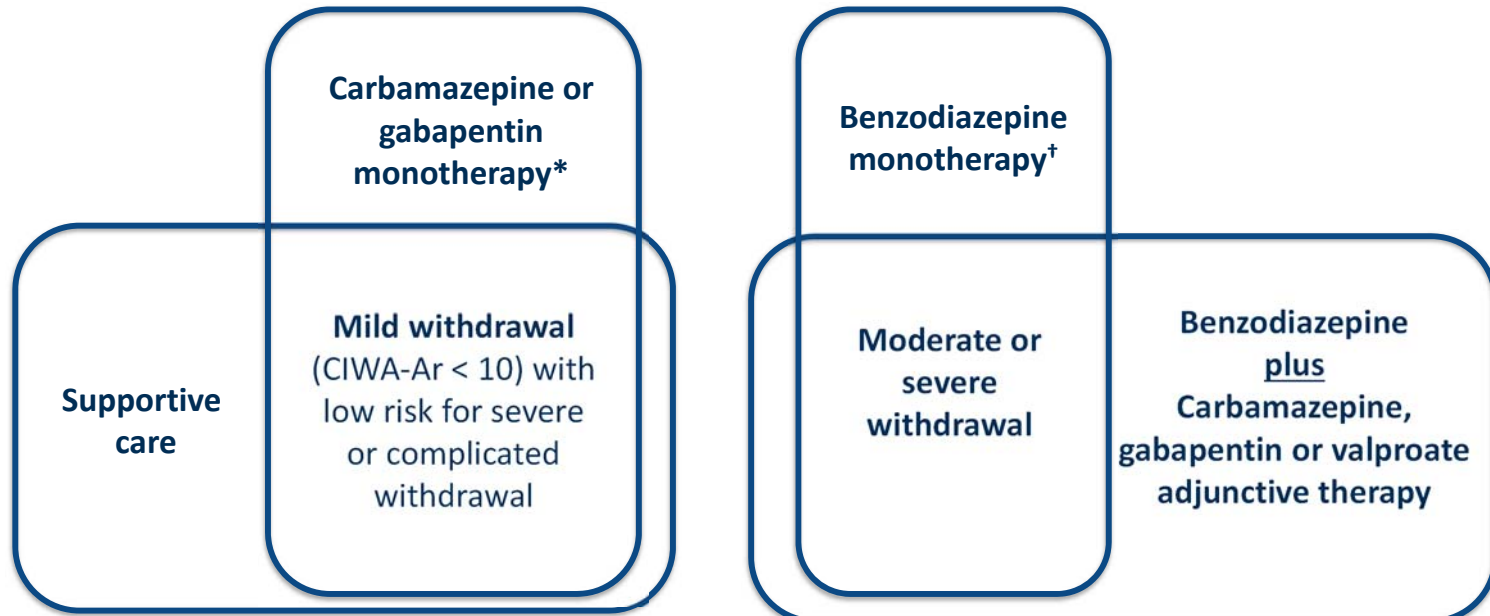 Carbamazepine or
gabapentin
monotherapy*
Supportive
care
Mild withdrawal
(CIWA-Ar < 10) with
low risk for severe
or complicated
withdrawal
Benzodiazepine
monotherapy†
Moderate or
severe
withdrawal
Benzodiazepine
plus
Carbamazepine,
gabapentin or valproate
adjunctive therapy